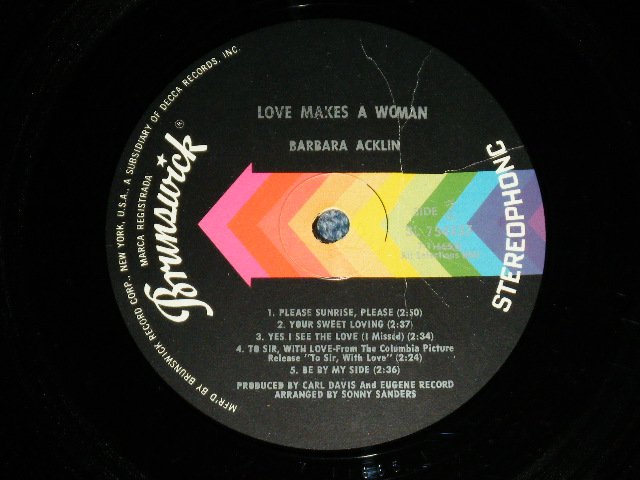 LOVE MAKES A WOMAN
BARBARA ACKLIN
Brunswick®
MARCA REGISTRADA
MFR'D BY BRUNSWICK RECORD CORP., NEW YORK, U.S.A., A SUBSIDIARY OF DECCA RECORDS, INC.
STEREOPHONIC
SIDE 2
All Selections
1. PLEASE SUNRISE, PLEASE (2:50)
2. YOUR SWEET LOVING (2:37)
3. YES I SEE THE LOVE (I Missed) (2:34)
4. TO SIR, WITH LOVE-From The Columbia Picture
Release "To Sir, With Love" (2:24)
5. BE BY MY SIDE (2:36)
PRODUCED BY CARL DAVIS And EUGENE RECORD
ARRANGED BY SONNY SANDERS